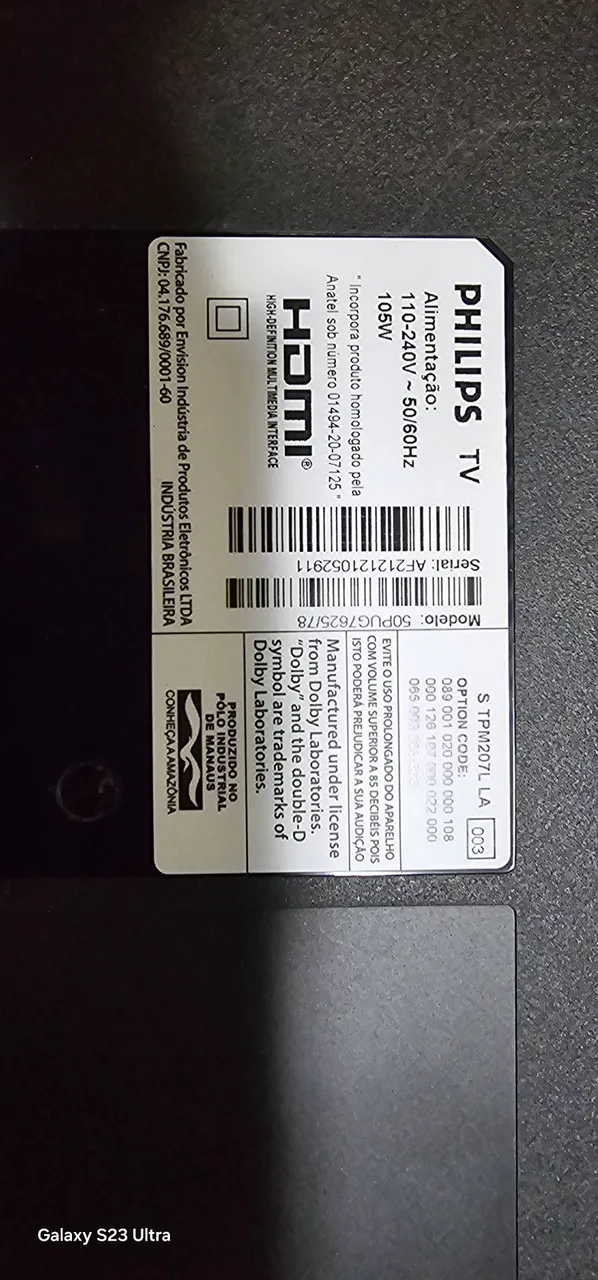 PHILIPS TV
Alimentação:
110-240V ~ 50/60Hz
105W
" Incorpora produto homologado pela
Anatel sob número 01494-20-07125 "
HDMI®
HIGH-DEFINITION MULTIMEDIA INTERFACE
Fabricado por Envision Indústria de Produtos Eletrônicos LTDA
CNPJ: 04.176.689/0001-60
INDÚSTRIA BRASILEIRA
Serial: AF2121121052911
Modelo: 50PUG7625/78
S TPM207L LA 003
OPTION CODE:
089 001 020 000 000 108
000 126 107 000 027 000
065
EVITE O USO PROLONGADO DO APARELHO
COM VOLUME SUPERIOR A 85 DECIBÉIS POIS
ISTO PODERÁ PREJUDICAR A SUA AUDIÇÃO
Manufactured under license
from Dolby Laboratories.
"Dolby" and the double-D
symbol are trademarks of
Dolby Laboratories.
PRODUZIDO NO
PÓLO INDUSTRIAL
DE MANAUS
CONHEÇA A AMAZÔNIA
Galaxy S23 Ultra